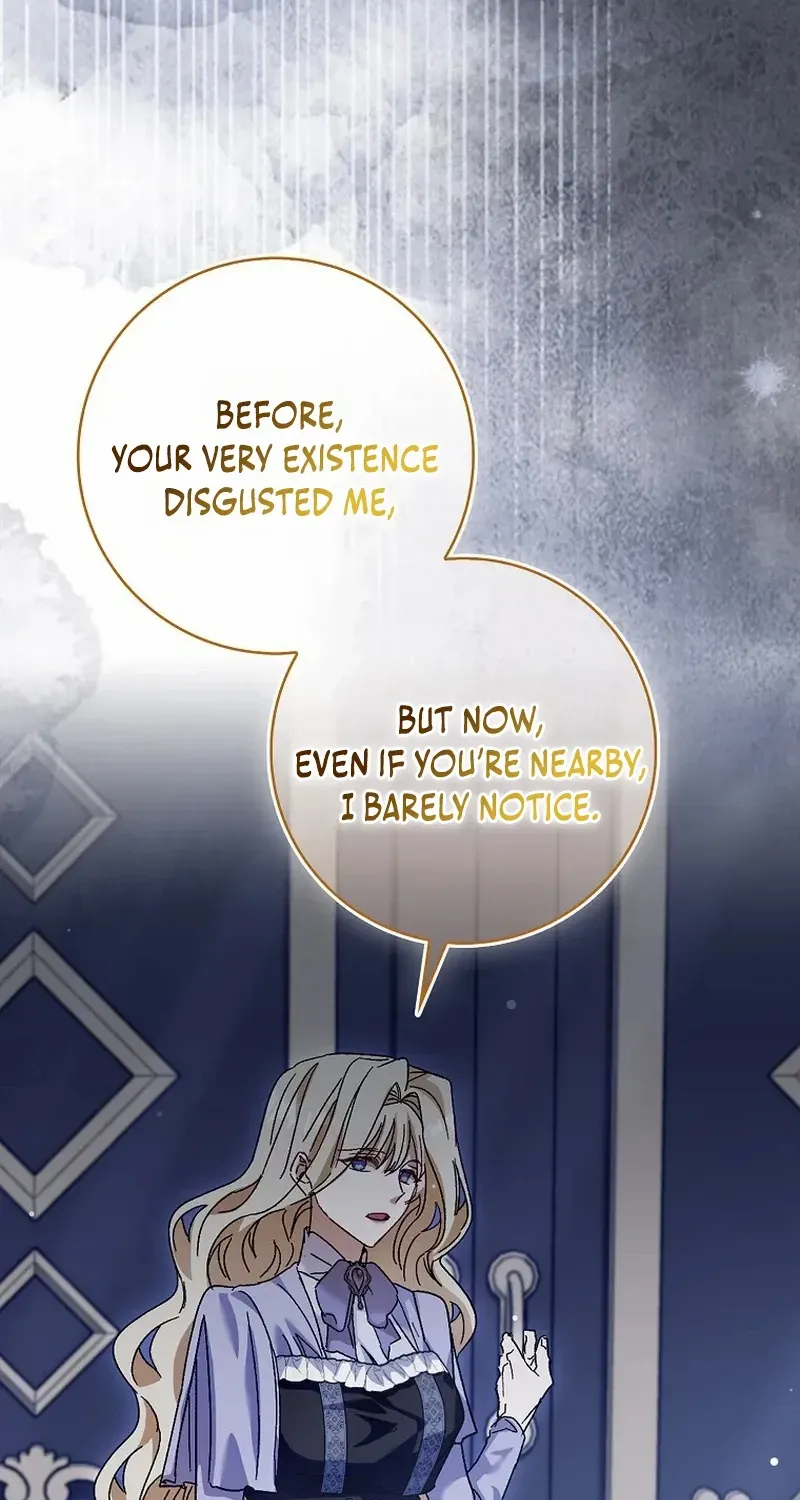 BEFORE,
YOUR VERY EXISTENCE
DISGUSTED ME,
BUT NOW,
EVEN IF YOU'RE NEARBY,
I BARELY NOTICE.